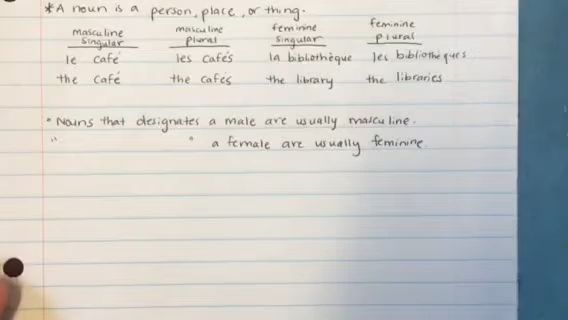 *A noun is a person, place, or thing.
masculine singular masculine plural feminine singular feminine plural
le café les cafés la bibliothèque les bibliothèques
the café the cafés the library the libraries
• Nouns that designates a male are usually masculine.
" " a female are usually feminine.